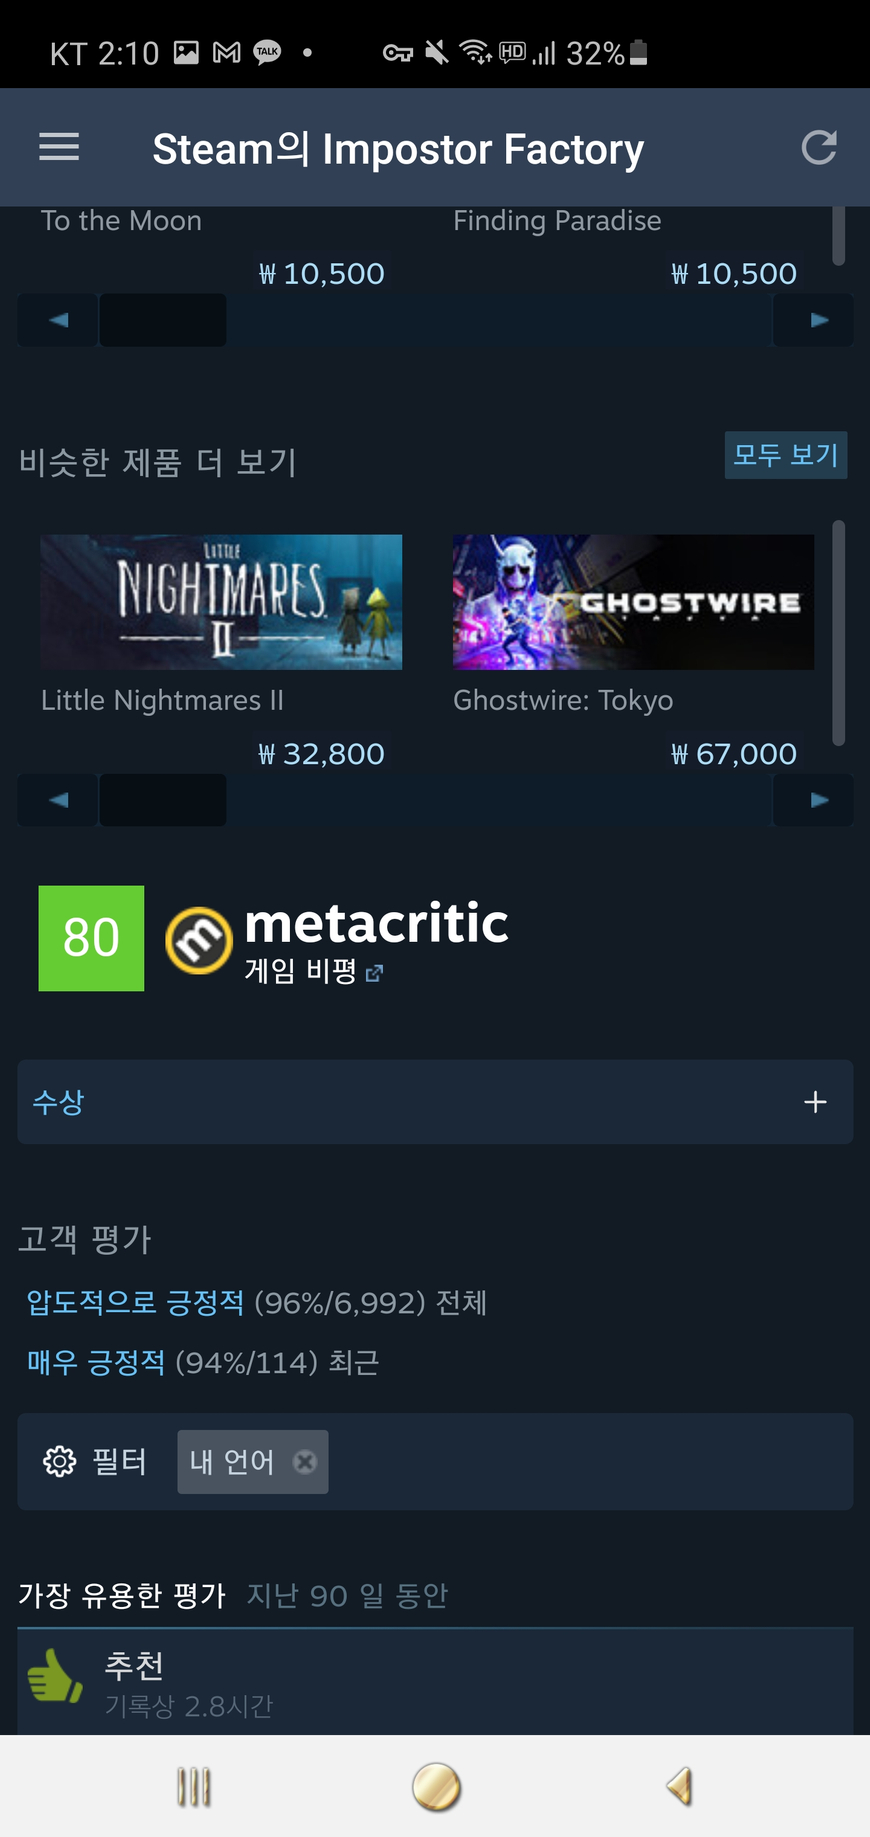 KT 2:10 TALK HD 32%
Steam의 Impostor Factory
To the Moon Finding Paradise
₩ 10,500 ₩ 10,500
비슷한 제품 더 보기 모두 보기
LITTLE
NIGHTMARES
II
GHOSTWIRE
Little Nightmares II Ghostwire: Tokyo
₩ 32,800 ₩ 67,000
80 m metacritic
게임 비평
수상 +
고객 평가
압도적으로 긍정적 (96%/6,992) 전체
매우 긍정적 (94%/114) 최근
필터 내 언어
가장 유용한 평가 지난 90 일 동안
추천
기록상 2.8시간